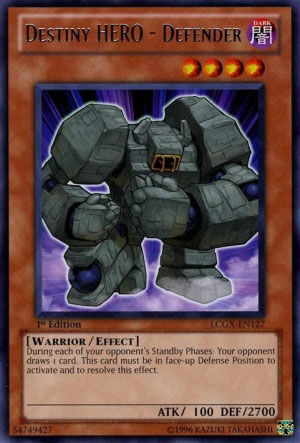 DESTINY HERO - DEFENDER
DARK
闇
1st Edition
LCGX-EN127
[WARRIOR / EFFECT]
During each of your opponent's Standby Phases: Your opponent
draws 1 card. This card must be in face-up Defense Position to
activate and to resolve this effect.
ATK/ 100 DEF/2700
54749427
©1996 KAZUKI TAKAHASHI